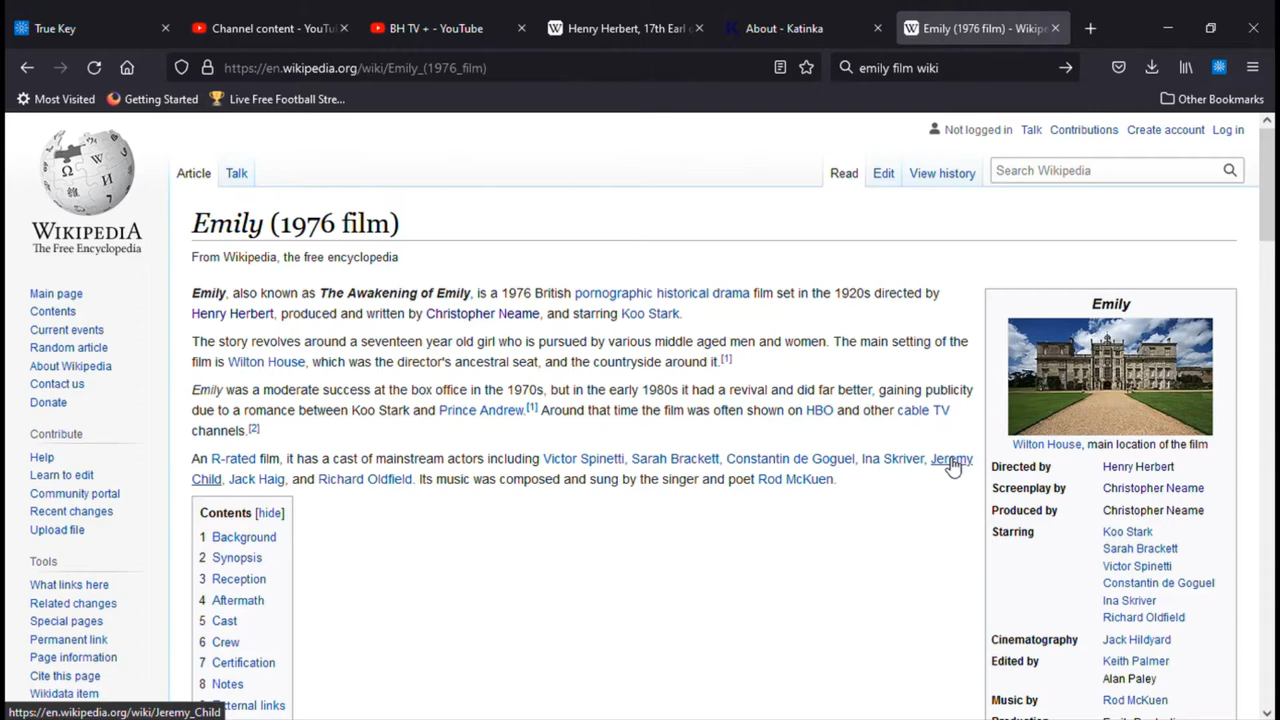 True Key
Channel content - YouTu
BH TV + - YouTube
Henry Herbert, 17th Earl o
About - Katinka
Emily (1976 film) - Wikipe
https://en.wikipedia.org/wiki/Emily_(1976_film)
emily film wiki
Most Visited
Getting Started
Live Free Football Stre...
Other Bookmarks
Not logged in Talk Contributions Create account Log in
Article Talk
Read Edit View history
Search Wikipedia
WIKIPEDIA
The Free Encyclopedia
Main page
Contents
Current events
Random article
About Wikipedia
Contact us
Donate
Contribute
Help
Learn to edit
Community portal
Recent changes
Upload file
Tools
What links here
Related changes
Special pages
Permanent link
Page information
Cite this page
Wikidata item
Emily (1976 film)
From Wikipedia, the free encyclopedia
Emily, also known as The Awakening of Emily, is a 1976 British pornographic historical drama film set in the 1920s directed by
Henry Herbert, produced and written by Christopher Neame, and starring Koo Stark.
The story revolves around a seventeen year old girl who is pursued by various middle aged men and women. The main setting of the
film is Wilton House, which was the director's ancestral seat, and the countryside around it.[1]
Emily was a moderate success at the box office in the 1970s, but in the early 1980s it had a revival and did far better, gaining publicity
due to a romance between Koo Stark and Prince Andrew.[1] Around that time the film was often shown on HBO and other cable TV
channels.[2]
An R-rated film, it has a cast of mainstream actors including Victor Spinetti, Sarah Brackett, Constantin de Goguel, Ina Skriver, Jeremy
Child, Jack Haig, and Richard Oldfield. Its music was composed and sung by the singer and poet Rod McKuen.
Contents [hide]
1 Background
2 Synopsis
3 Reception
4 Aftermath
5 Cast
6 Crew
7 Certification
8 Notes
External links
Emily
Wilton House, main location of the film
Directed by Henry Herbert
Screenplay by Christopher Neame
Produced by Christopher Neame
Starring Koo Stark
Sarah Brackett
Victor Spinetti
Constantin de Goguel
Ina Skriver
Richard Oldfield
Cinematography Jack Hildyard
Edited by Keith Palmer
Alan Paley
Music by Rod McKuen
https://en.wikipedia.org/wiki/Jeremy_Child